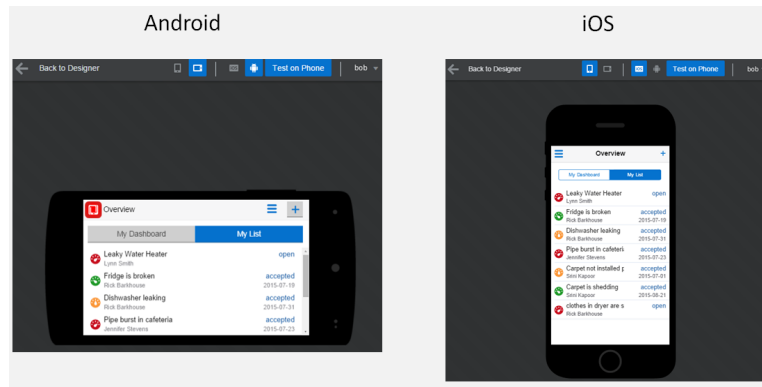 Android
iOS
Back to Designer
Test on Phone
bob
Overview
My Dashboard
My List
Leaky Water Heater
open
Lynn Smith
Fridge is broken
accepted
Rick Barkhouse
2015-07-19
Dishwasher leaking
accepted
Rick Barkhouse
2015-07-31
Pipe burst in cafeteria
accepted
Jennifer Stevens
2015-07-23
Back to Designer
Test on Phone
bob
Overview
+
My Dashboard
My List
Leaky Water Heater
open
Lynn Smith
Fridge is broken
accepted
Rick Barkhouse
2015-07-19
Dishwasher leaking
accepted
Rick Barkhouse
2015-07-31
Pipe burst in cafeteri
accepted
Jennifer Stevens
2015-07-23
Carpet not installed p
accepted
Simi Kapoor
2015-07-01
Carpet is shedding
accepted
Simi Kapoor
2015-08-21
clothes in dryer are s
open
Rick Barkhouse